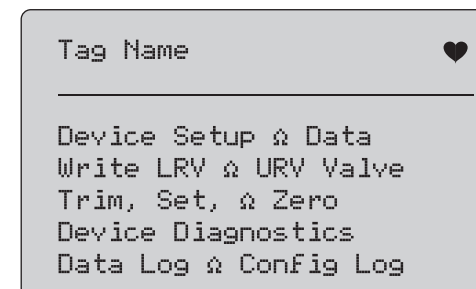 Tag Name ♥
Device Setup Ω Data
Write LRV Ω URV Valve
Trim, Set, Ω Zero
Device Diagnostics
Data Log Ω Config Log